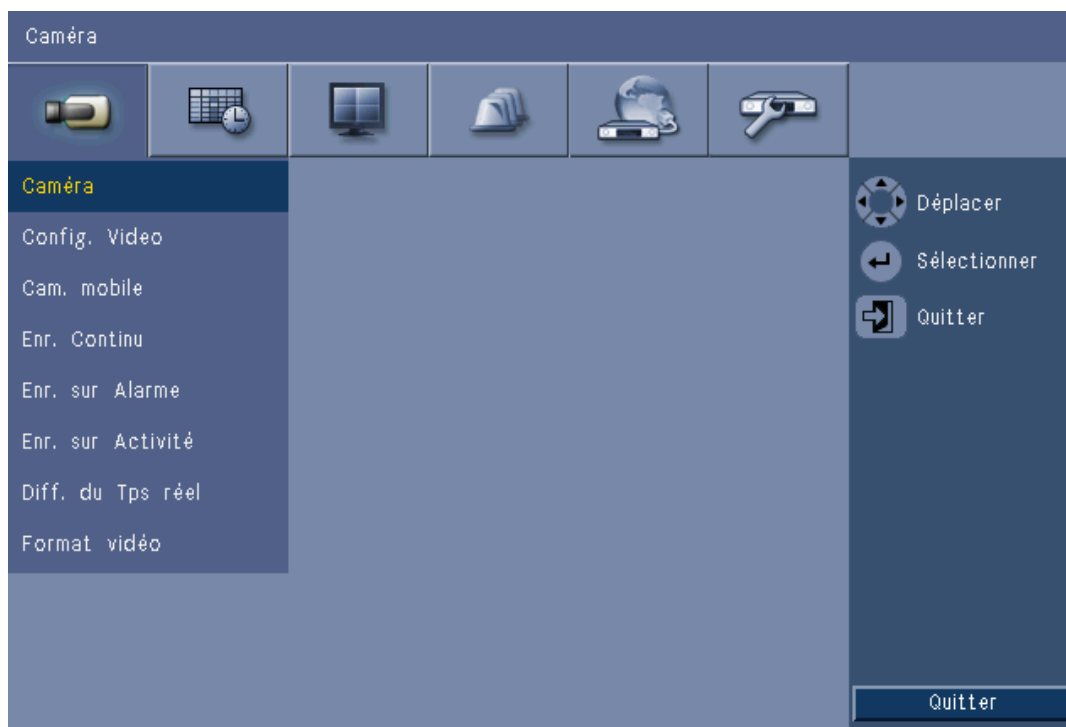 Caméra
Caméra
Config. Video
Cam. mobile
Enr. Continu
Enr. sur Alarme
Enr. sur Activité
Diff. du Tps réel
Format vidéo
Déplacer
Sélectionner
Quitter
Quitter